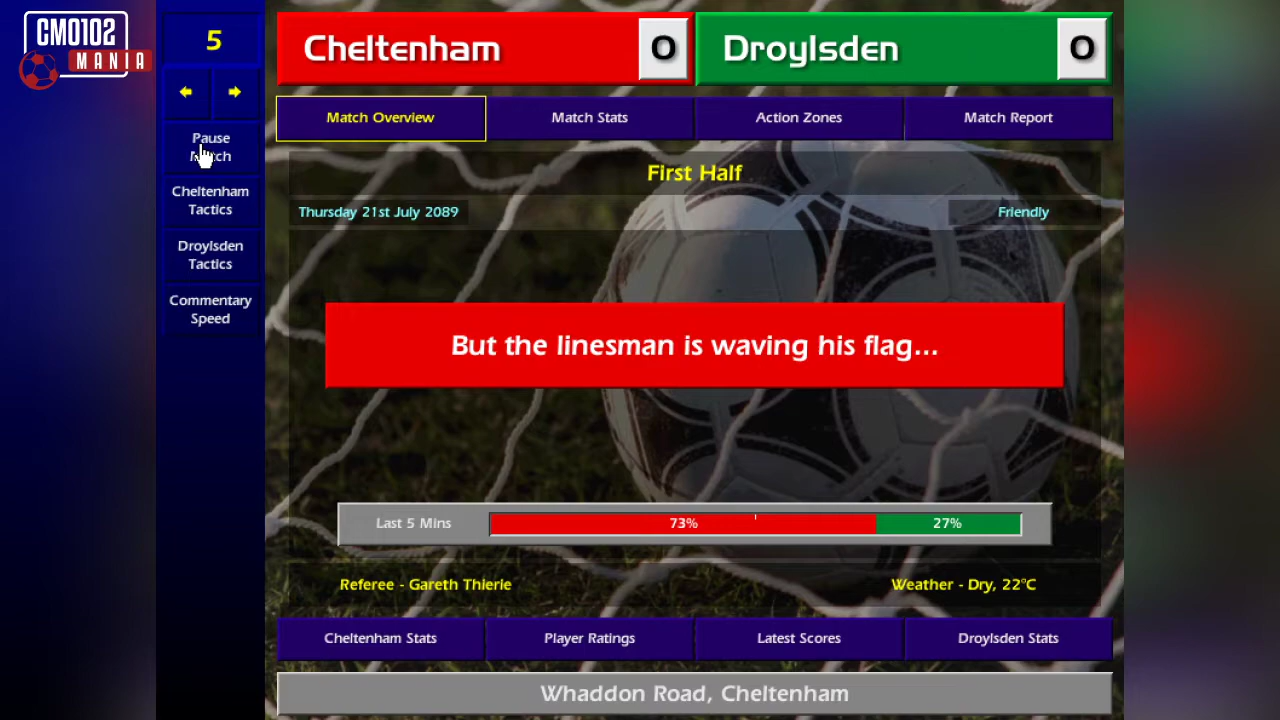 CM0102
MANIA
5
Pause
Match
Cheltenham
Tactics
Droylsden
Tactics
Commentary
Speed
Cheltenham 0 Droylsden 0
Match Overview Match Stats Action Zones Match Report
First Half
Thursday 21st July 2089 Friendly
But the linesman is waving his flag...
Last 5 Mins 73% 27%
Referee - Gareth Thierle Weather - Dry, 22°C
Cheltenham Stats Player Ratings Latest Scores Droylsden Stats
Whaddon Road, Cheltenham